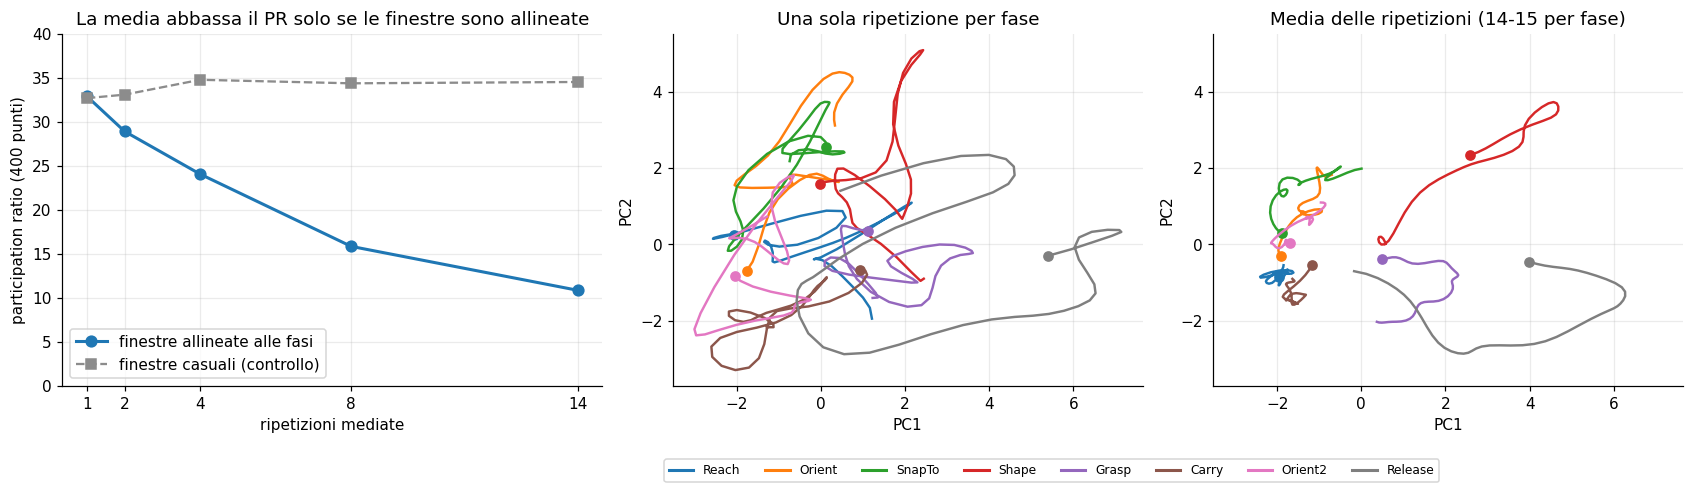 La media abbassa il PR solo se le finestre sono allineate
participation ratio (400 punti)
40
35
30
25
20
15
10
5
0
finestre allineate alle fasi
finestre casuali (controllo)
1 2 4 8 14
ripetizioni mediate
Una sola ripetizione per fase
PC2
4
2
0
−2
−2 0 2 4 6
PC1
Media delle ripetizioni (14-15 per fase)
PC2
4
2
0
−2
−2 0 2 4 6
PC1
Reach Orient SnapTo Shape Grasp Carry Orient2 Release